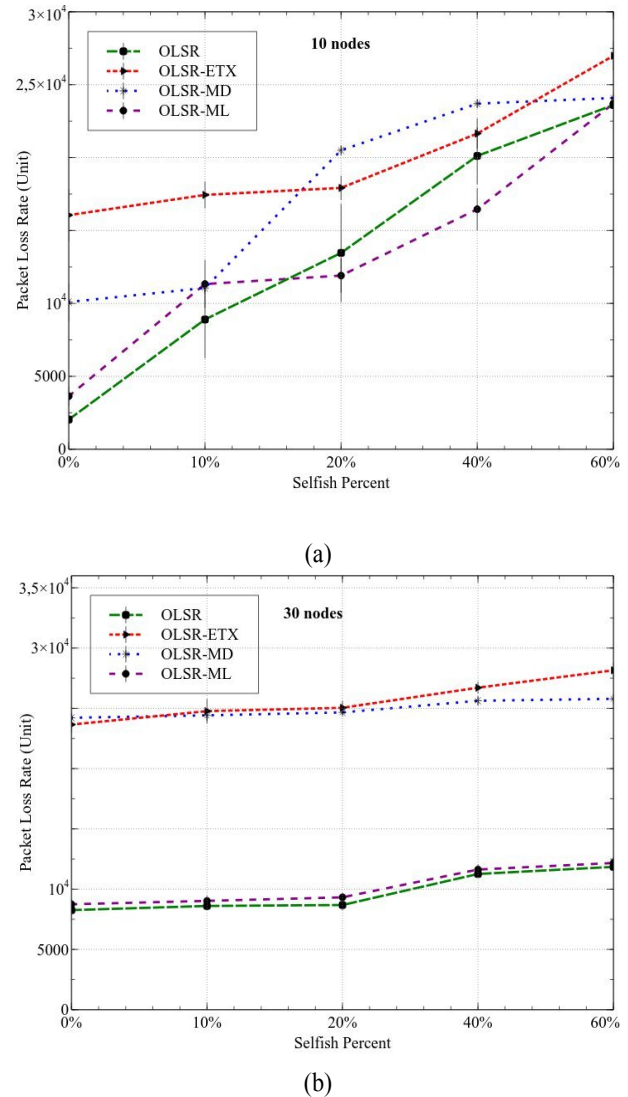 3×10⁴
OLSR
10 nodes
OLSR-ETX
2,5×10⁴
OLSR-MD
OLSR-ML
Packet Loss Rate (Unit)
10⁴
5000
0
0% 10% 20% 40% 60%
Selfish Percent
(a)
3,5×10⁴
OLSR
30 nodes
OLSR-ETX
3×10⁴
OLSR-MD
OLSR-ML
Packet Loss Rate (Unit)
10⁴
5000
0
0% 10% 20% 40% 60%
Selfish Percent
(b)